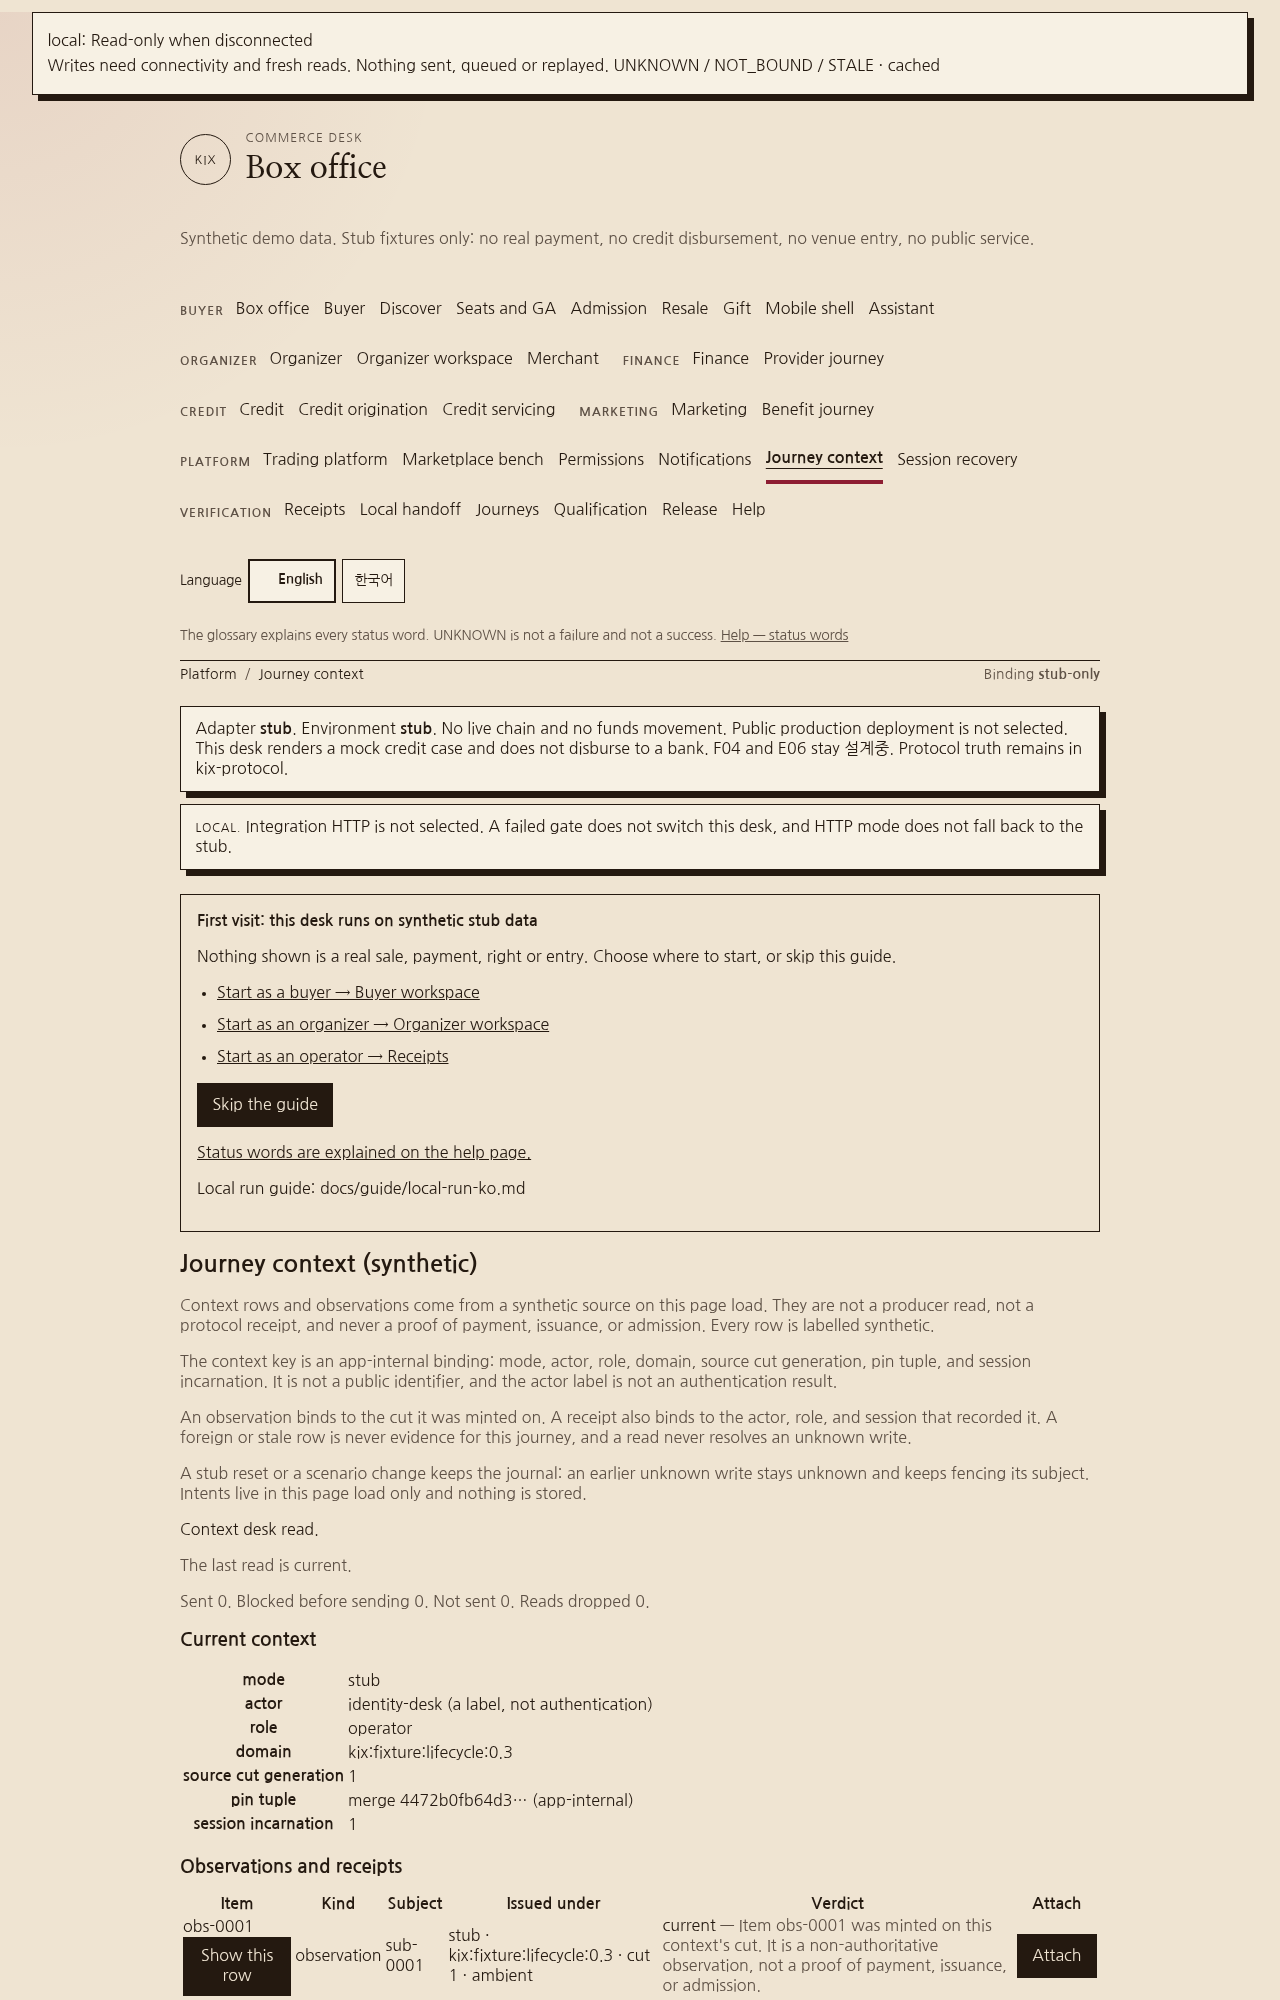 local: Read-only when disconnected
Writes need connectivity and fresh reads. Nothing sent, queued or replayed. UNKNOWN / NOT_BOUND / STALE · cached
KIX
COMMERCE DESK
Box office
Synthetic demo data. Stub fixtures only: no real payment, no credit disbursement, no venue entry, no public service.
BUYER Box office Buyer Discover Seats and GA Admission Resale Gift Mobile shell Assistant
ORGANIZER Organizer Organizer workspace Merchant FINANCE Finance Provider journey
CREDIT Credit Credit origination Credit servicing MARKETING Marketing Benefit journey
PLATFORM Trading platform Marketplace bench Permissions Notifications Journey context Session recovery
VERIFICATION Receipts Local handoff Journeys Qualification Release Help
Language English 한국어
The glossary explains every status word. UNKNOWN is not a failure and not a success. Help — status words
Platform / Journey context Binding stub-only
Adapter stub. Environment stub. No live chain and no funds movement. Public production deployment is not selected.
This desk renders a mock credit case and does not disburse to a bank. F04 and E06 stay 설계중. Protocol truth remains in
kix-protocol.
LOCAL. Integration HTTP is not selected. A failed gate does not switch this desk, and HTTP mode does not fall back to the
stub.
First visit: this desk runs on synthetic stub data
Nothing shown is a real sale, payment, right or entry. Choose where to start, or skip this guide.
• Start as a buyer → Buyer workspace
• Start as an organizer → Organizer workspace
• Start as an operator → Receipts
Skip the guide
Status words are explained on the help page.
Local run guide: docs/guide/local-run-ko.md
Journey context (synthetic)
Context rows and observations come from a synthetic source on this page load. They are not a producer read, not a
protocol receipt, and never a proof of payment, issuance, or admission. Every row is labelled synthetic.
The context key is an app-internal binding: mode, actor, role, domain, source cut generation, pin tuple, and session
incarnation. It is not a public identifier, and the actor label is not an authentication result.
An observation binds to the cut it was minted on. A receipt also binds to the actor, role, and session that recorded it. A
foreign or stale row is never evidence for this journey, and a read never resolves an unknown write.
A stub reset or a scenario change keeps the journal: an earlier unknown write stays unknown and keeps fencing its subject.
Intents live in this page load only and nothing is stored.
Context desk read.
The last read is current.
Sent 0. Blocked before sending 0. Not sent 0. Reads dropped 0.
Current context
mode stub
actor identity-desk (a label, not authentication)
role operator
domain kix:fixture:lifecycle:0.3
source cut generation 1
pin tuple merge 4472b0fb64d3… (app-internal)
session incarnation 1
Observations and receipts
Item Kind Subject Issued under Verdict Attach
obs-0001
Show this
row
observation
sub-
0001
stub ·
kix:fixture:lifecycle:0.3 · cut
1 · ambient
current — Item obs-0001 was minted on this
context's cut. It is a non-authoritative
observation, not a proof of payment, issuance,
or admission.
Attach